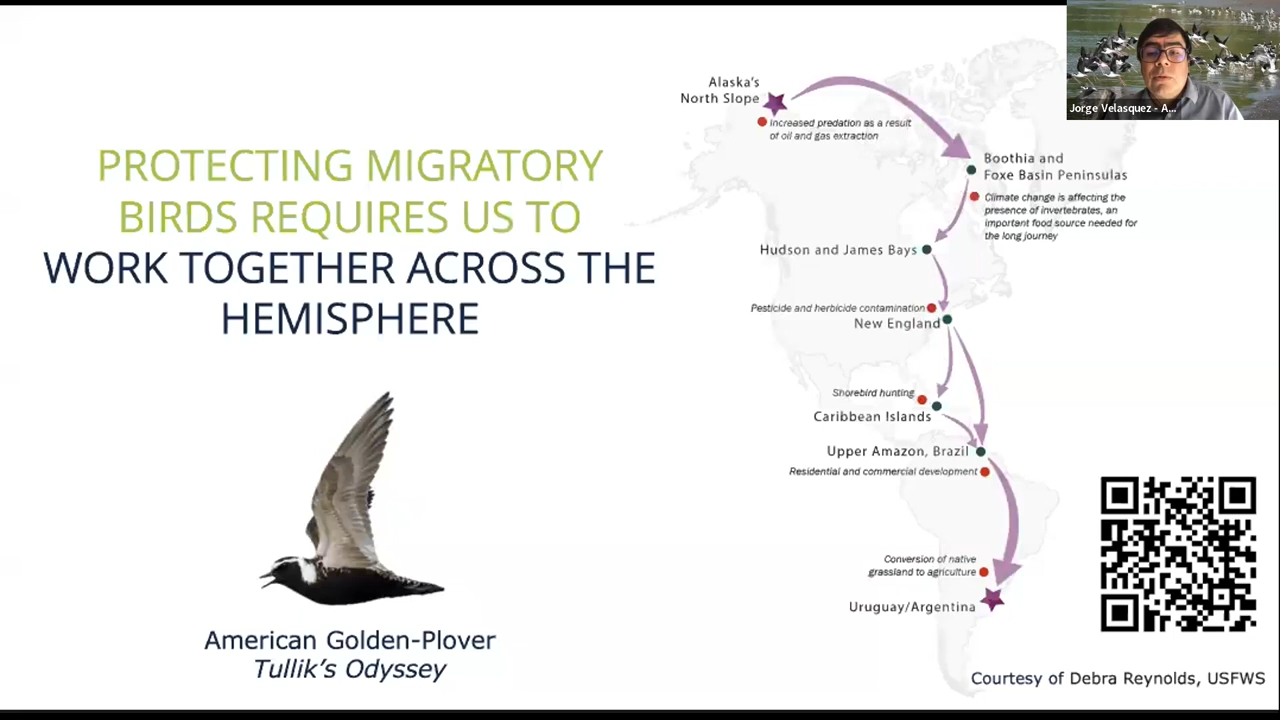 PROTECTING MIGRATORY
BIRDS REQUIRES US TO
WORK TOGETHER ACROSS THE
HEMISPHERE
American Golden-Plover
Tullik's Odyssey
Alaska's
North Slope
Increased predation as a result
of oil and gas extraction
Boothia and
Foxe Basin Peninsulas
Climate change is affecting the
presence of invertebrates, an
important food source needed for
the long journey
Hudson and James Bays
Pesticide and herbicide contamination
New England
Shorebird hunting
Caribbean Islands
Upper Amazon, Brazil
Residential and commercial development
Conversion of native
grassland to agriculture
Uruguay/Argentina
Courtesy of Debra Reynolds, USFWS
Jorge Velasquez - A...